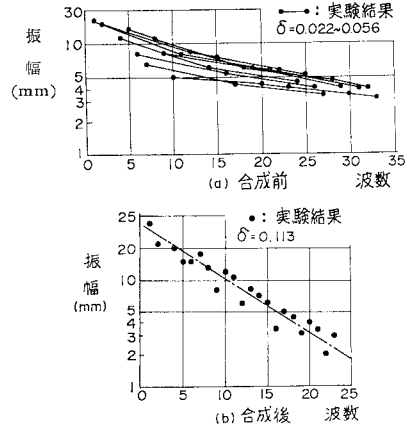 30
10
5
4
3
2
1
振
幅
(mm)
●—●: 実験結果
δ=0.022~0.056
0 5 10 15 20 25 30 35
(a) 合成前 波数
25
20
10
5
4
3
2
1
振
幅
(mm)
●: 実験結果
δ=0.113
0 5 10 15 20 25
(b) 合成後 波数